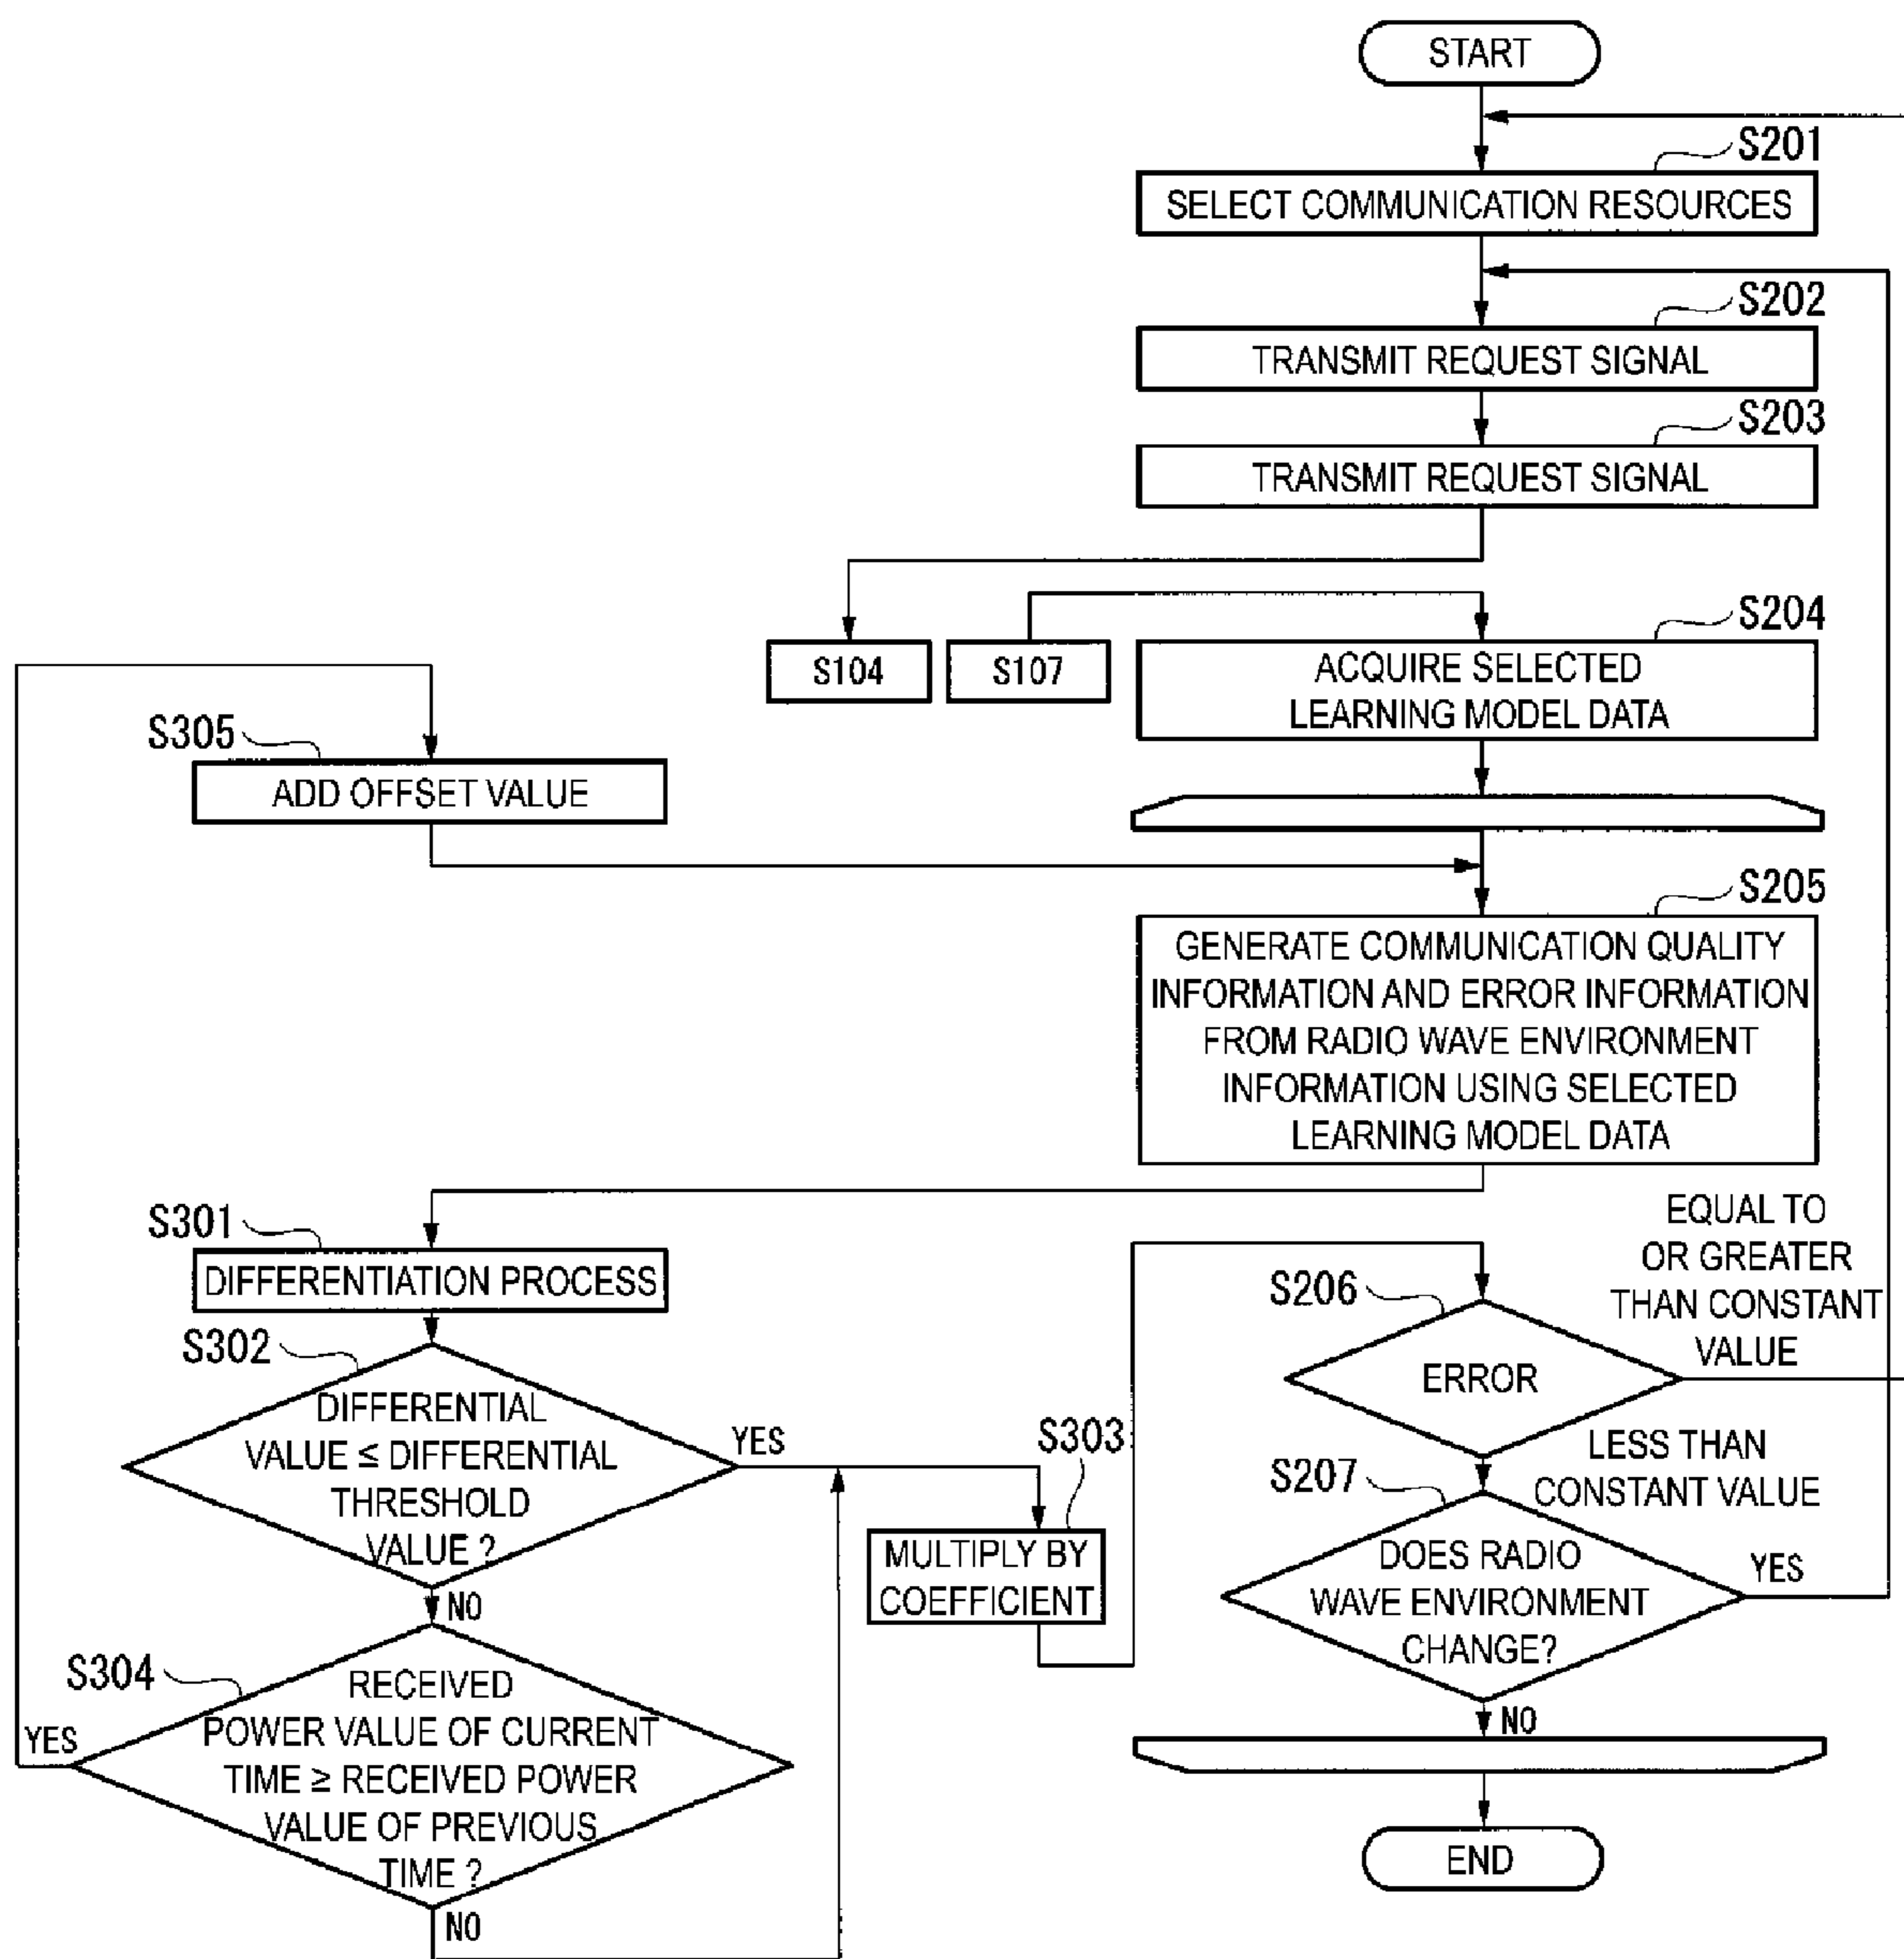 START
S201
SELECT COMMUNICATION RESOURCES
S202
TRANSMIT REQUEST SIGNAL
S203
TRANSMIT REQUEST SIGNAL
S104
S107
S204
ACQUIRE SELECTED
LEARNING MODEL DATA
S305
ADD OFFSET VALUE
S205
GENERATE COMMUNICATION QUALITY
INFORMATION AND ERROR INFORMATION
FROM RADIO WAVE ENVIRONMENT
INFORMATION USING SELECTED
LEARNING MODEL DATA
S301
DIFFERENTIATION PROCESS
S302
DIFFERENTIAL
VALUE ≤ DIFFERENTIAL
THRESHOLD
VALUE ?
YES
NO
S303
MULTIPLY BY
COEFFICIENT
S304
RECEIVED
POWER VALUE OF CURRENT
TIME ≥ RECEIVED POWER
VALUE OF PREVIOUS
TIME ?
YES
NO
S206
ERROR
EQUAL TO
OR GREATER
THAN CONSTANT
VALUE
LESS THAN
CONSTANT VALUE
S207
DOES RADIO
WAVE ENVIRONMENT
CHANGE?
YES
NO
END